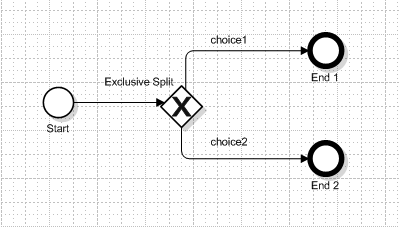 choice1
End 1
Exclusive Split
X
Start
choice2
End 2